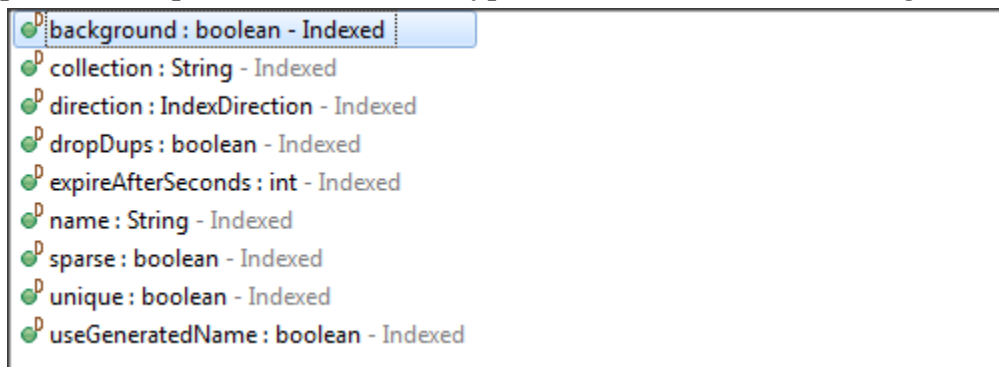 background : boolean - Indexed
collection : String - Indexed
direction : IndexDirection - Indexed
dropDups : boolean - Indexed
expireAfterSeconds : int - Indexed
name : String - Indexed
sparse : boolean - Indexed
unique : boolean - Indexed
useGeneratedName : boolean - Indexed